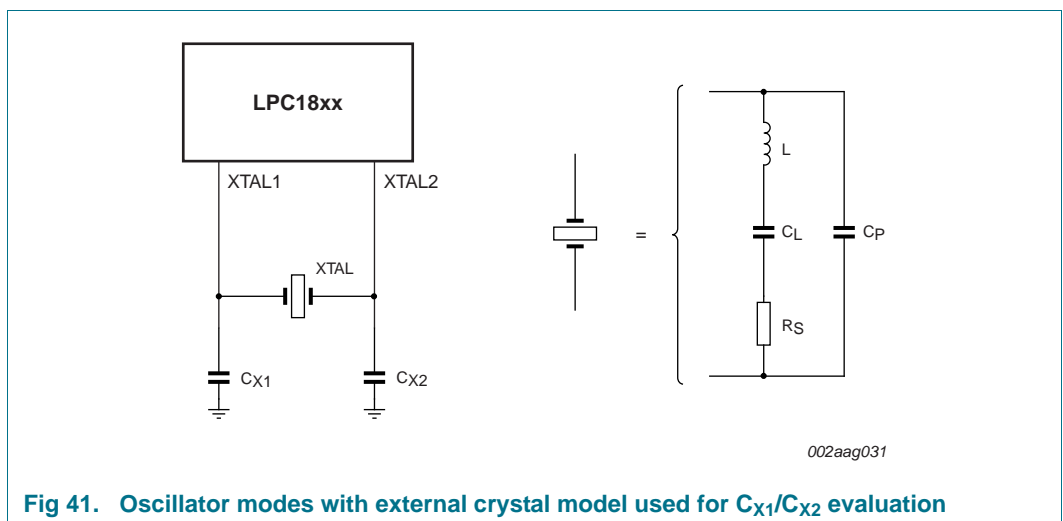 LPC18xx
XTAL1
XTAL2
XTAL
CX1
CX2
=
L
CL
CP
RS
002aag031
Fig 41. Oscillator modes with external crystal model used for CX1/CX2 evaluation